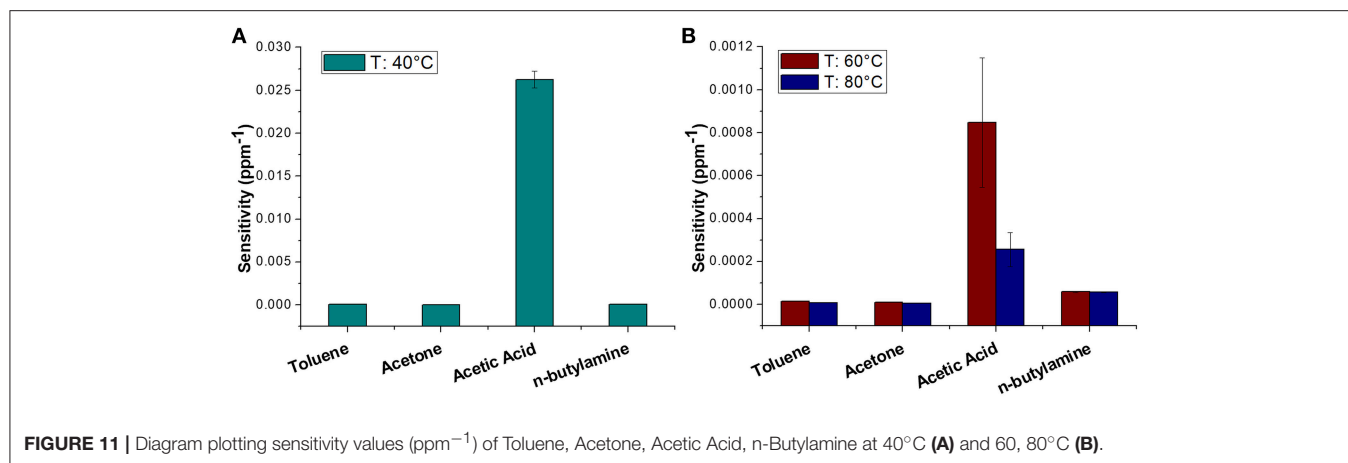 A
T: 40°C
Sensitivity (ppm⁻¹)
0.030
0.025
0.020
0.015
0.010
0.005
0.000
Toluene
Acetone
Acetic Acid
n-butylamine
B
T: 60°C
T: 80°C
Sensitivity (ppm⁻¹)
0.0012
0.0010
0.0008
0.0006
0.0004
0.0002
0.0000
Toluene
Acetone
Acetic Acid
n-butylamine
FIGURE 11 | Diagram plotting sensitivity values (ppm⁻¹) of Toluene, Acetone, Acetic Acid, n-Butylamine at 40°C (A) and 60, 80°C (B).